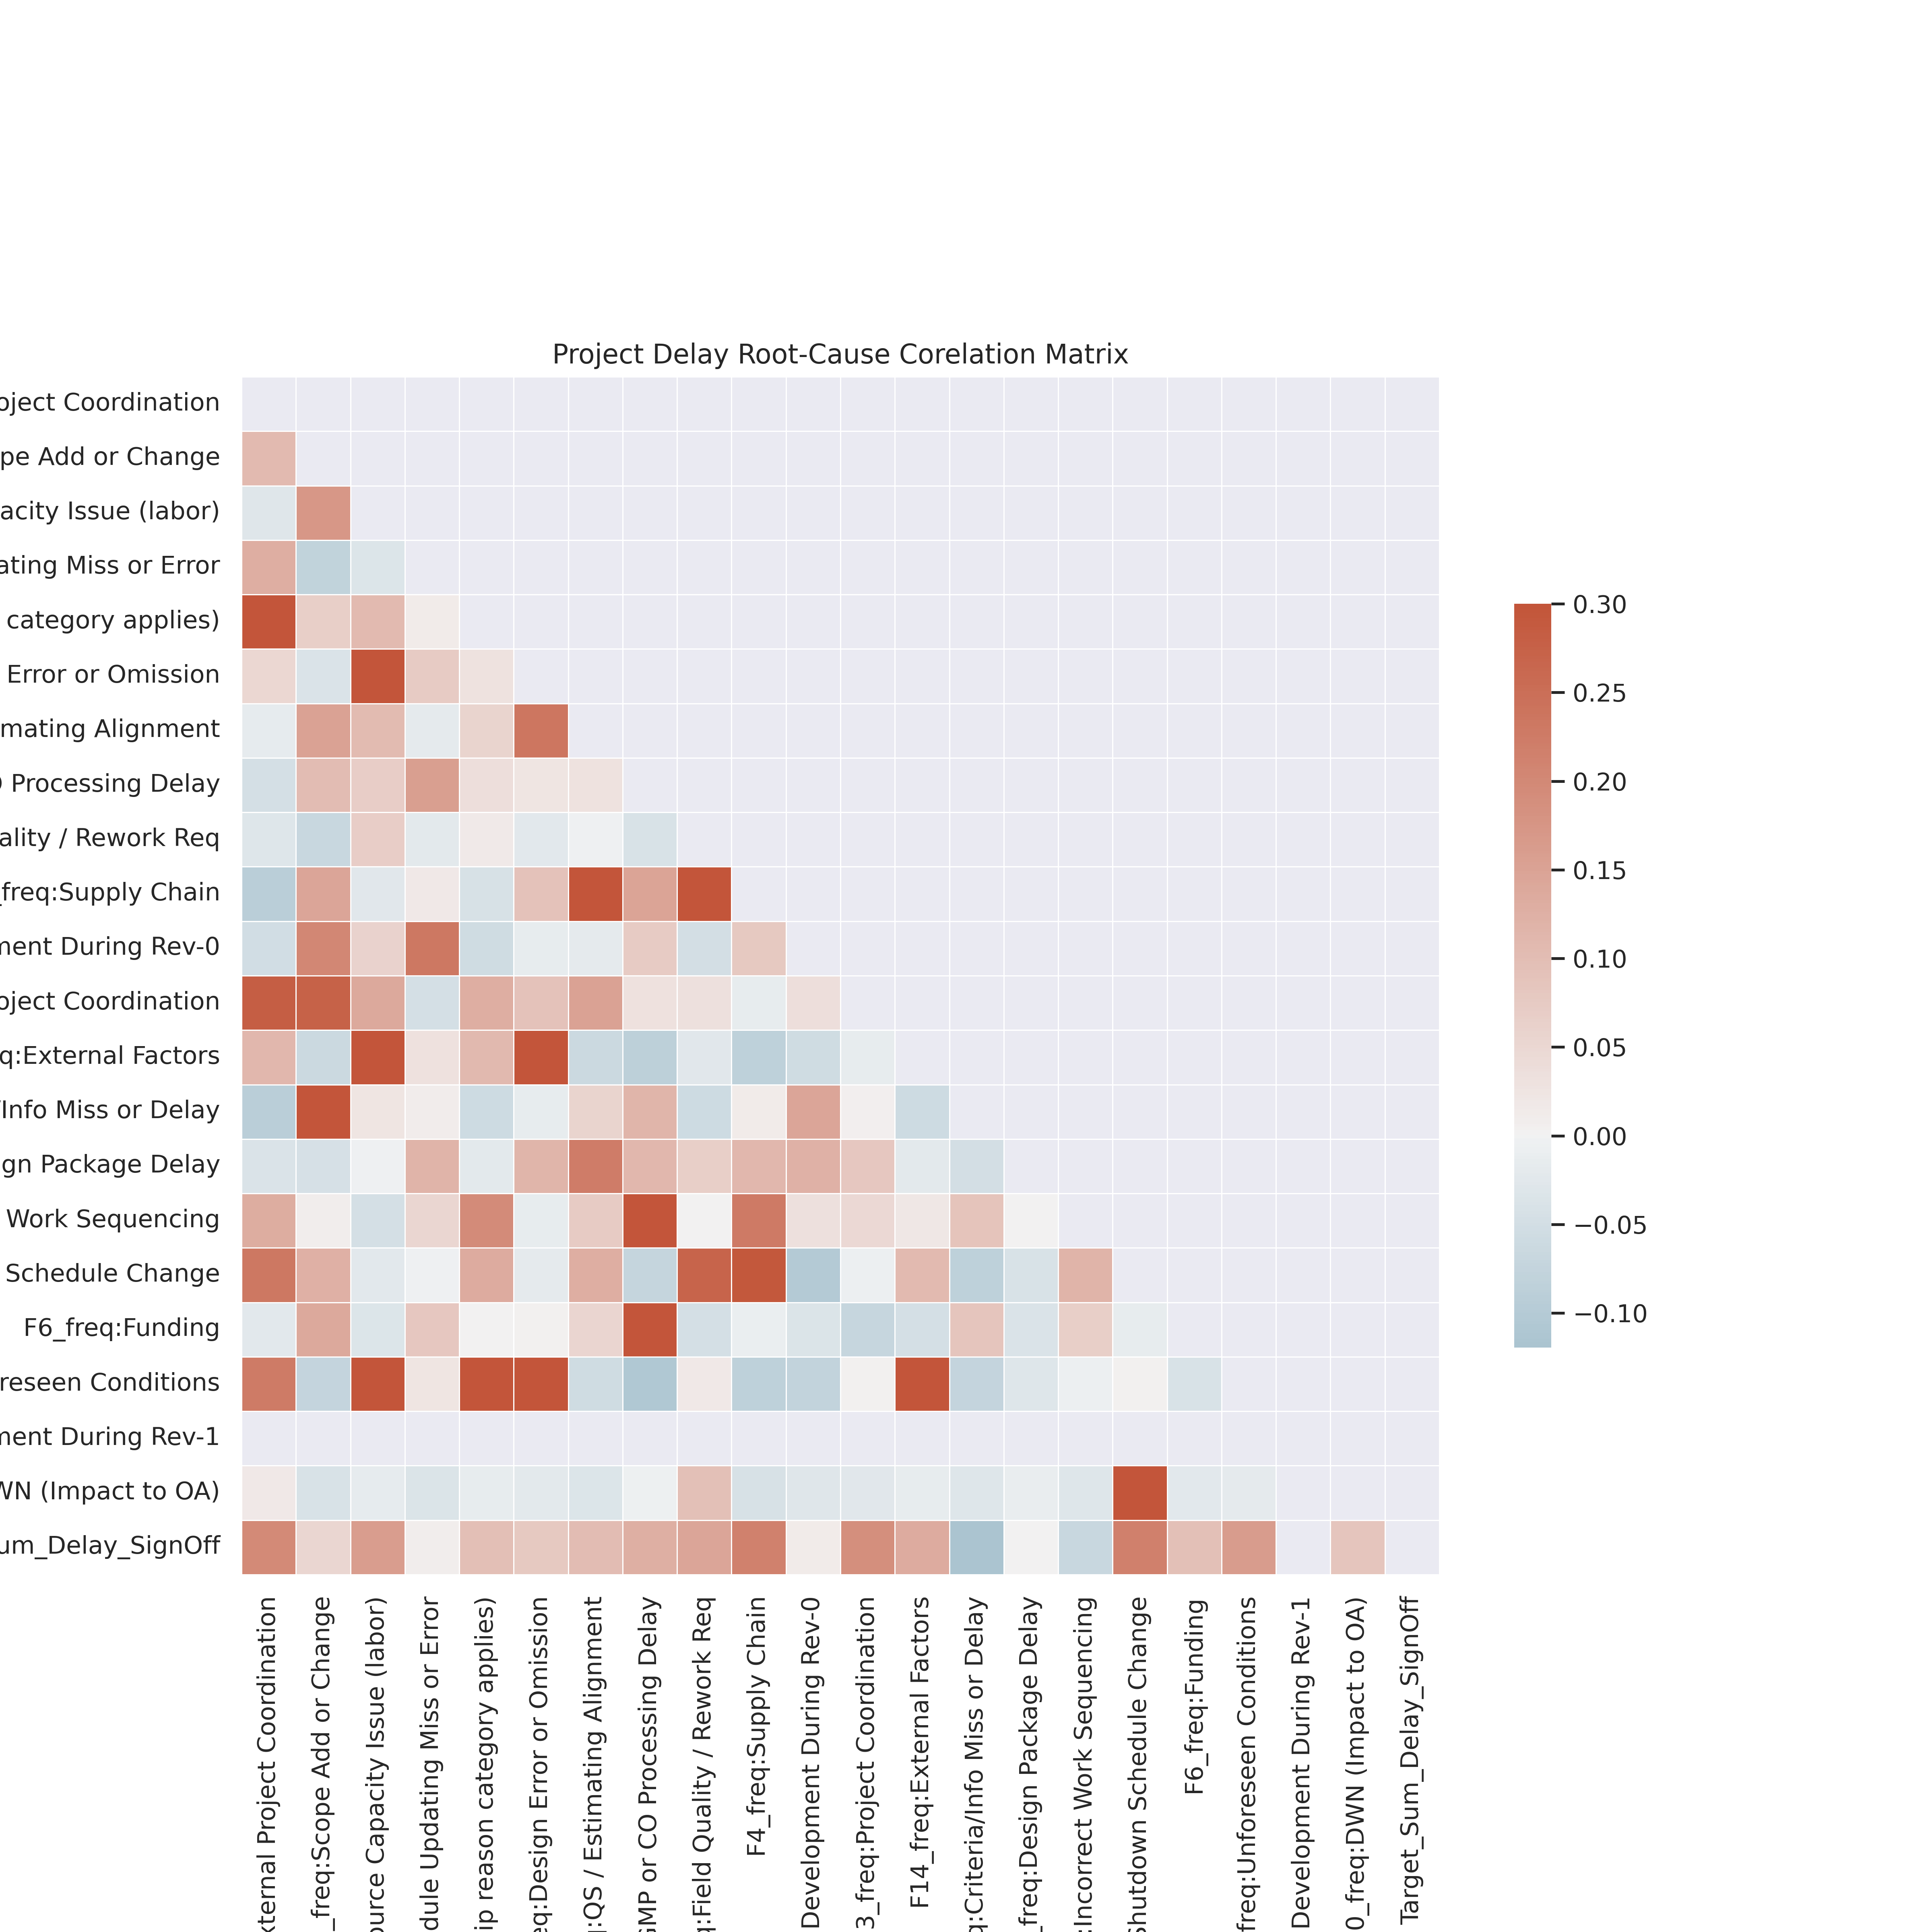 Project Delay Root-Cause Corelation Matrix
oject Coordination
pe Add or Change
acity Issue (labor)
ating Miss or Error
category applies)
Error or Omission
mating Alignment
Processing Delay
ality / Rework Req
_freq:Supply Chain
ment During Rev-0
oject Coordination
q:External Factors
/Info Miss or Delay
gn Package Delay
Work Sequencing
Schedule Change
F6_freq:Funding
reseen Conditions
ment During Rev-1
WN (Impact to OA)
um_Delay_SignOff
0.30
0.25
0.20
0.15
0.10
0.05
0.00
−0.05
−0.10
xternal Project Coordination
_freq:Scope Add or Change
ource Capacity Issue (labor)
dule Updating Miss or Error
ip reason category applies)
eq:Design Error or Omission
q:QS / Estimating Alignment
GMP or CO Processing Delay
q:Field Quality / Rework Req
F4_freq:Supply Chain
Development During Rev-0
3_freq:Project Coordination
F14_freq:External Factors
q:Criteria/Info Miss or Delay
_freq:Design Package Delay
:Incorrect Work Sequencing
Shutdown Schedule Change
F6_freq:Funding
freq:Unforeseen Conditions
Development During Rev-1
0_freq:DWN (Impact to OA)
Target_Sum_Delay_SignOff